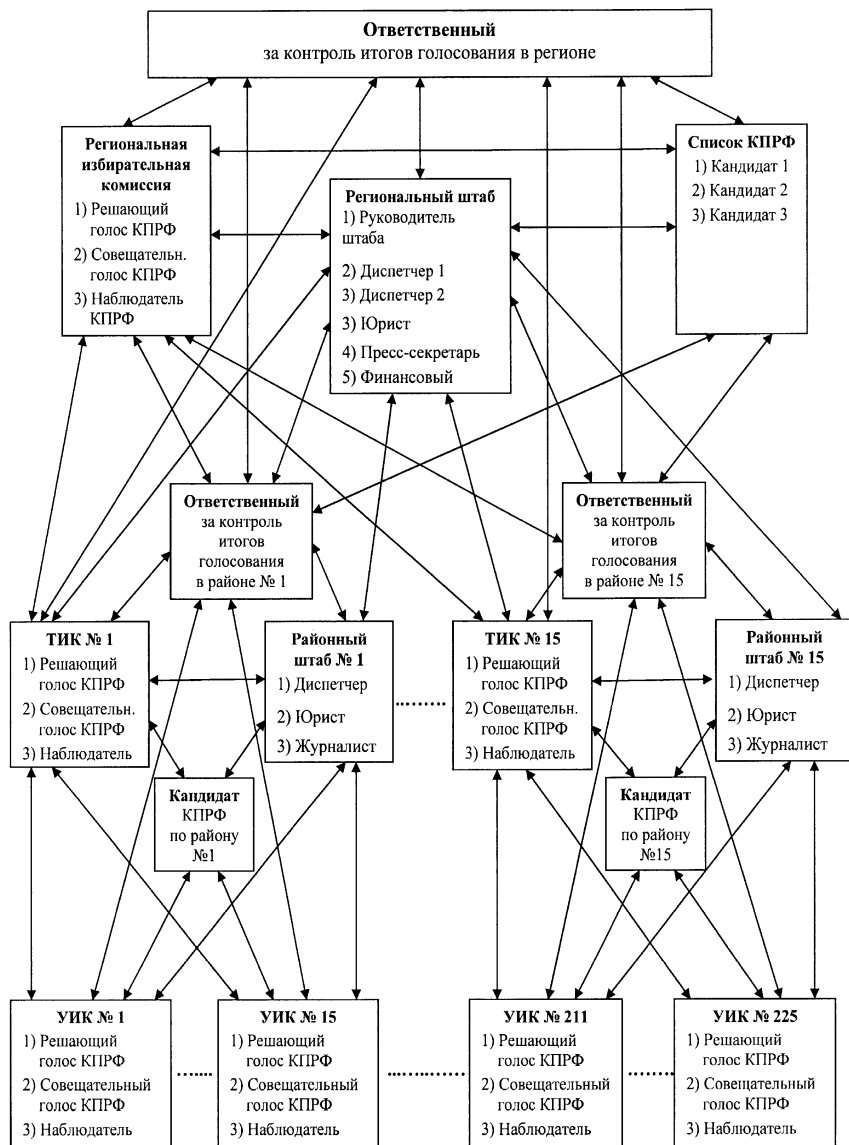 Ответственный
за контроль итогов голосования в регионе
Региональная
избирательная
комиссия
1) Решающий
голос КПРФ
2) Совещательн.
голос КПРФ
3) Наблюдатель
КПРФ
Региональный штаб
1) Руководитель
штаба
2) Диспетчер 1
3) Диспетчер 2
3) Юрист
4) Пресс-секретарь
5) Финансовый
Список КПРФ
1) Кандидат 1
2) Кандидат 2
3) Кандидат 3
Ответственный
за контроль
итогов
голосования
в районе № 1
Ответственный
за контроль
итогов
голосования
в районе № 15
ТИК № 1
1) Решающий
голос КПРФ
2) Совещательн.
голос КПРФ
3) Наблюдатель
Районный
штаб № 1
1) Диспетчер
2) Юрист
3) Журналист
.........
ТИК № 15
1) Решающий
голос КПРФ
2) Совещательн.
голос КПРФ
3) Наблюдатель
Районный
штаб № 15
1) Диспетчер
2) Юрист
3) Журналист
Кандидат
КПРФ
по району
№1
Кандидат
КПРФ
по району
№15
УИК № 1
1) Решающий
голос КПРФ
2) Совещательный
голос КПРФ
3) Наблюдатель
.......
УИК № 15
1) Решающий
голос КПРФ
2) Совещательный
голос КПРФ
3) Наблюдатель
..............
УИК № 211
1) Решающий
голос КПРФ
2) Совещательный
голос КПРФ
3) Наблюдатель
.........
УИК № 225
1) Решающий
голос КПРФ
2) Совещательный
голос КПРФ
3) Наблюдатель